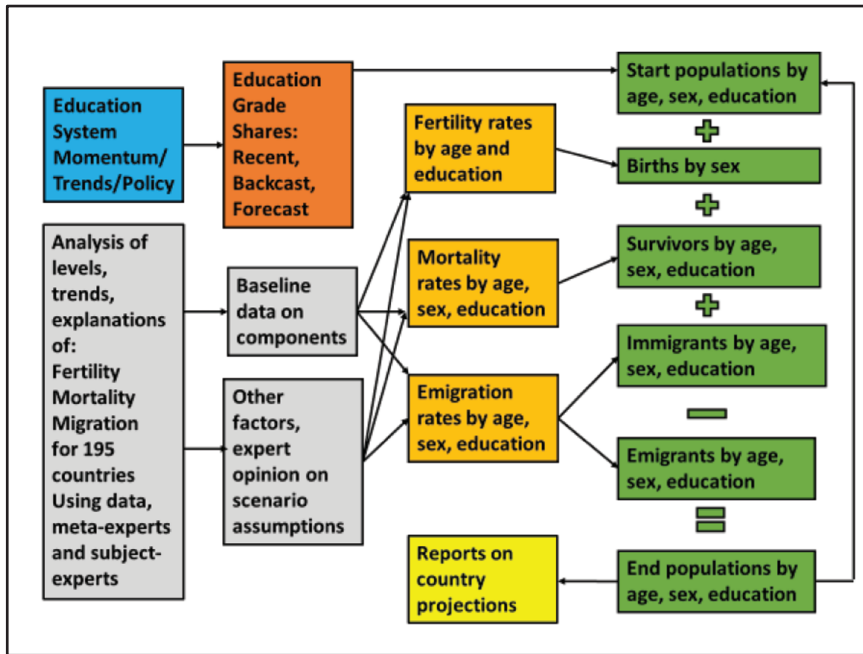 Education
System
Momentum/
Trends/Policy
Education
Grade
Shares:
Recent,
Backcast,
Forecast
Analysis of
levels,
trends,
explanations
of:
Fertility
Mortality
Migration
for 195
countries
Using data,
meta-experts
and subject-
experts
Baseline
data on
components
Other
factors,
expert
opinion on
scenario
assumptions
Fertility rates
by age and
education
Mortality
rates by age,
sex, education
Emigration
rates by age,
sex, education
Reports on
country
projections
Start populations by
age, sex, education
+
Births by sex
+
Survivors by age,
sex, education
+
Immigrants by age,
sex, education
−
Emigrants by age,
sex, education
=
End populations by
age, sex, education